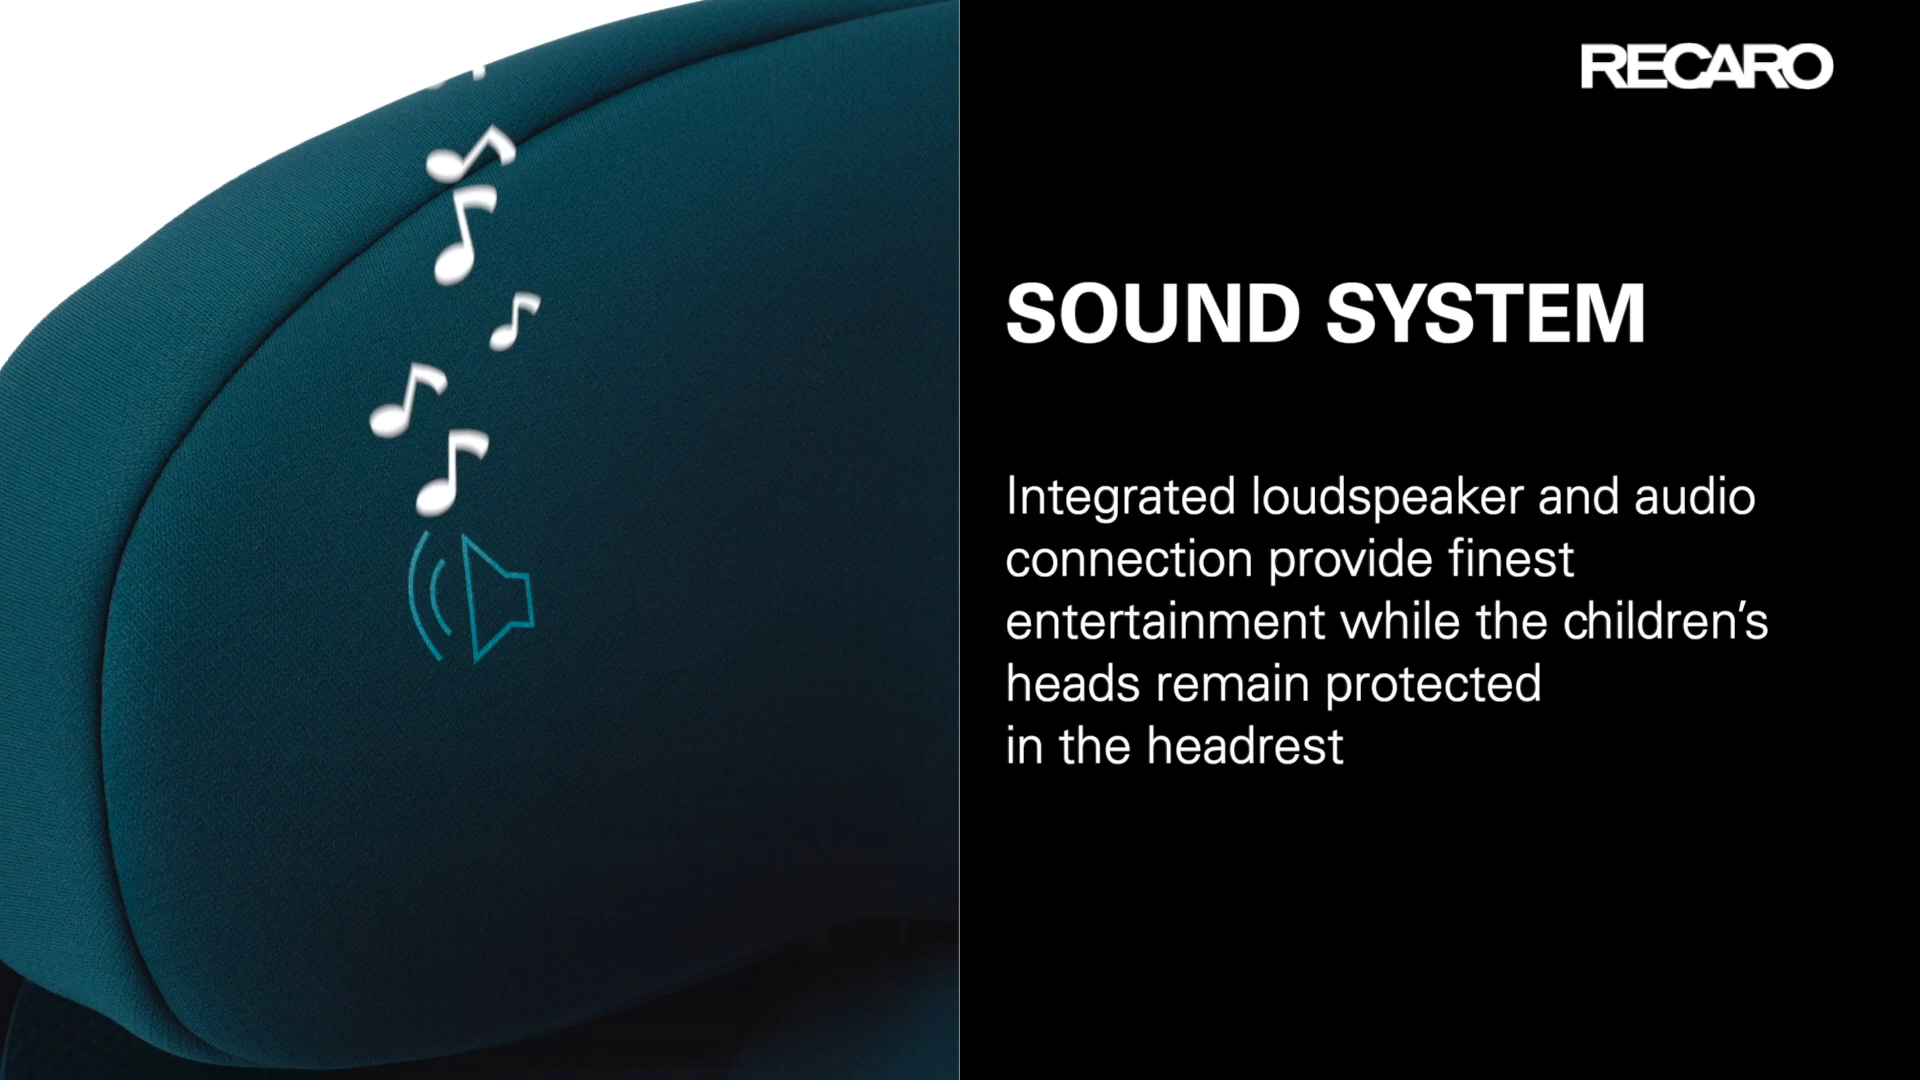 RECARO
SOUND SYSTEM
Integrated loudspeaker and audio
connection provide finest
entertainment while the children’s
heads remain protected
in the headrest